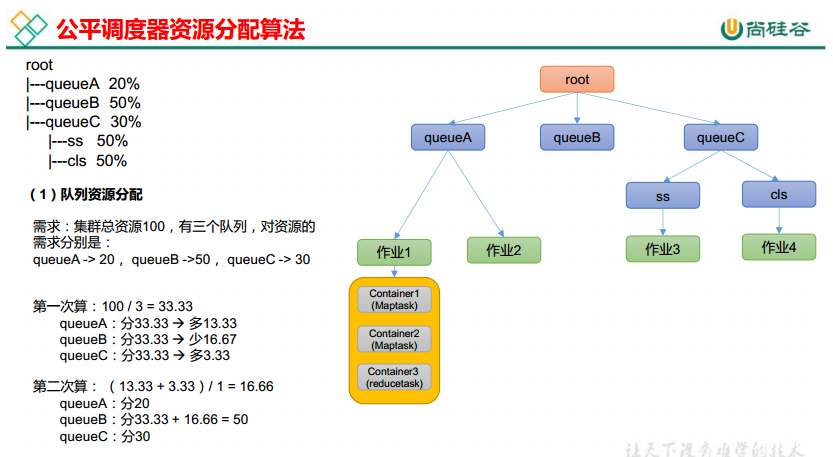 公平调度器资源分配算法
尚硅谷
root
|---queueA 20%
|---queueB 50%
|---queueC 30%
|---ss 50%
|---cls 50%
（1）队列资源分配
需求：集群总资源100，有三个队列，对资源的
需求分别是：
queueA -> 20， queueB ->50， queueC -> 30
第一次算：100 / 3 = 33.33
queueA：分33.33 → 多13.33
queueB：分33.33 → 少16.67
queueC：分33.33 → 多3.33
第二次算： （13.33 + 3.33）/ 1 = 16.66
queueA：分20
queueB：分33.33 + 16.66 = 50
queueC：分30
root
queueA
queueB
queueC
ss
cls
作业1
作业2
作业3
作业4
Container1
(Maptask)
Container2
(Maptask)
Container3
(reducetask)
让天下没有难学的技术